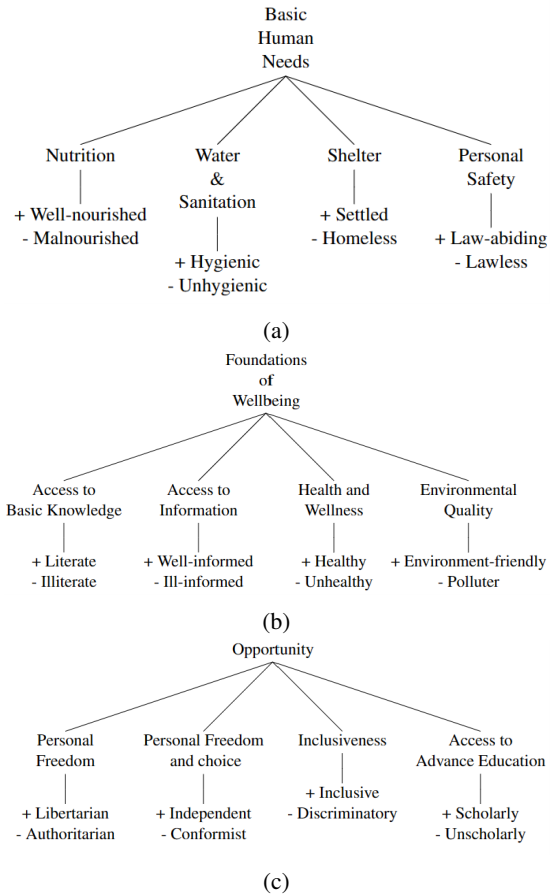 Basic
Human
Needs
Nutrition
Water
&
Sanitation
Shelter
Personal
Safety
+ Well-nourished
- Malnourished
+ Hygienic
- Unhygienic
+ Settled
- Homeless
+ Law-abiding
- Lawless
(a)
Foundations
of
Wellbeing
Access to
Basic Knowledge
Access to
Information
Health and
Wellness
Environmental
Quality
+ Literate
- Illiterate
+ Well-informed
- Ill-informed
+ Healthy
- Unhealthy
+ Environment-friendly
- Polluter
(b)
Opportunity
Personal
Freedom
Personal Freedom
and choice
Inclusiveness
Access to
Advance Education
+ Libertarian
- Authoritarian
+ Independent
- Conformist
+ Inclusive
- Discriminatory
+ Scholarly
- Unscholarly
(c)